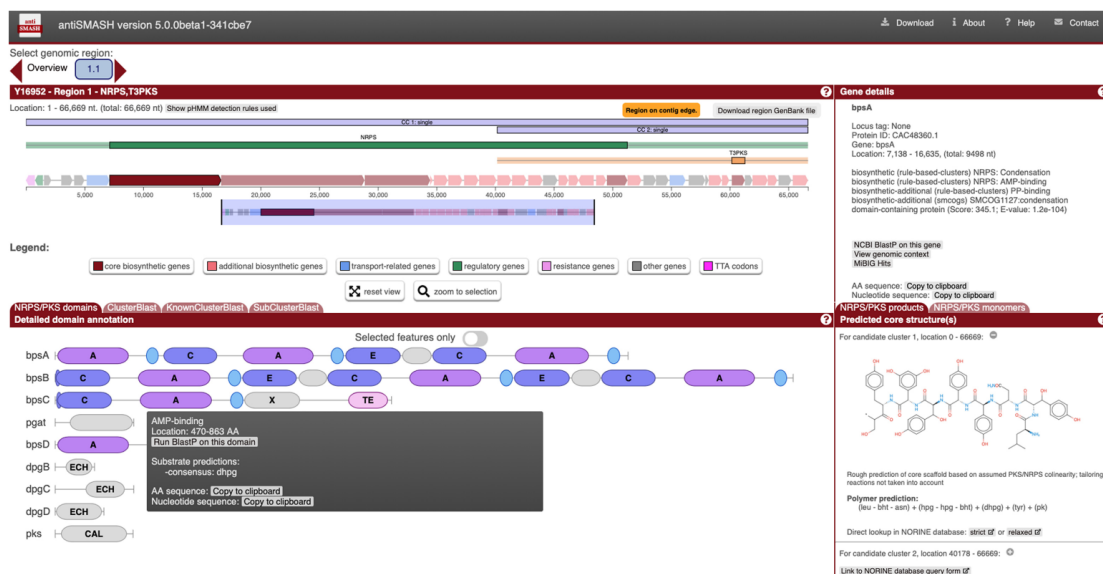 anti
SMASH
antiSMASH version 5.0.0beta1-341cbe7
Download
About
? Help
Contact
Select genomic region:
Overview
1.1
Y16952 - Region 1 - NRPS,T3PKS
?
Location: 1 - 66,669 nt. (total: 66,669 nt) Show pHMM detection rules used
Region on contig edge.
Download region GenBank file
CC 1: single
CC 2: single
NRPS
T3PKS
5,000 10,000 15,000 20,000 25,000 30,000 35,000 40,000 45,000 50,000 55,000 60,000 65,000
Legend:
core biosynthetic genes
additional biosynthetic genes
transport-related genes
regulatory genes
resistance genes
other genes
TTA codons
reset view
zoom to selection
NRPS/PKS domains
ClusterBlast
KnownClusterBlast
SubClusterBlast
Detailed domain annotation
?
Selected features only
bpsA A C A E C A
bpsB C A E C A E C A
bpsC C A X TE
pgat
bpsD A
dpgB ECH
dpgC ECH
dpgD ECH
pks CAL
AMP-binding
Location: 470-863 AA
Run BlastP on this domain
Substrate predictions:
-consensus: dhpg
AA sequence: Copy to clipboard
Nucleotide sequence: Copy to clipboard
Gene details
bpsA
Locus tag: None
Protein ID: CAC48360.1
Gene: bpsA
Location: 7,138 - 16,635, (total: 9498 nt)
biosynthetic (rule-based-clusters) NRPS: Condensation
biosynthetic (rule-based-clusters) NRPS: AMP-binding
biosynthetic-additional (rule-based-clusters) PP-binding
biosynthetic-additional (smcogs) SMCOG1127:condensation
domain-containing protein (Score: 345.1; E-value: 1.2e-104)
NCBI BlastP on this gene
View genomic context
MiBIG Hits
AA sequence: Copy to clipboard
Nucleotide sequence: Copy to clipboard
NRPS/PKS products
NRPS/PKS monomers
Predicted core structure(s)
For candidate cluster 1, location 0 - 66669:
Rough prediction of core scaffold based on assumed PKS/NRPS colinearity; tailoring
reactions not taken into account
Polymer prediction:
(leu - bht - asn) + (hpg - hpg - bht) + (dhpg) + (tyr) + (pk)
Direct lookup in NORINE database: strict or relaxed
For candidate cluster 2, location 40178 - 66669:
Link to NORINE database query form